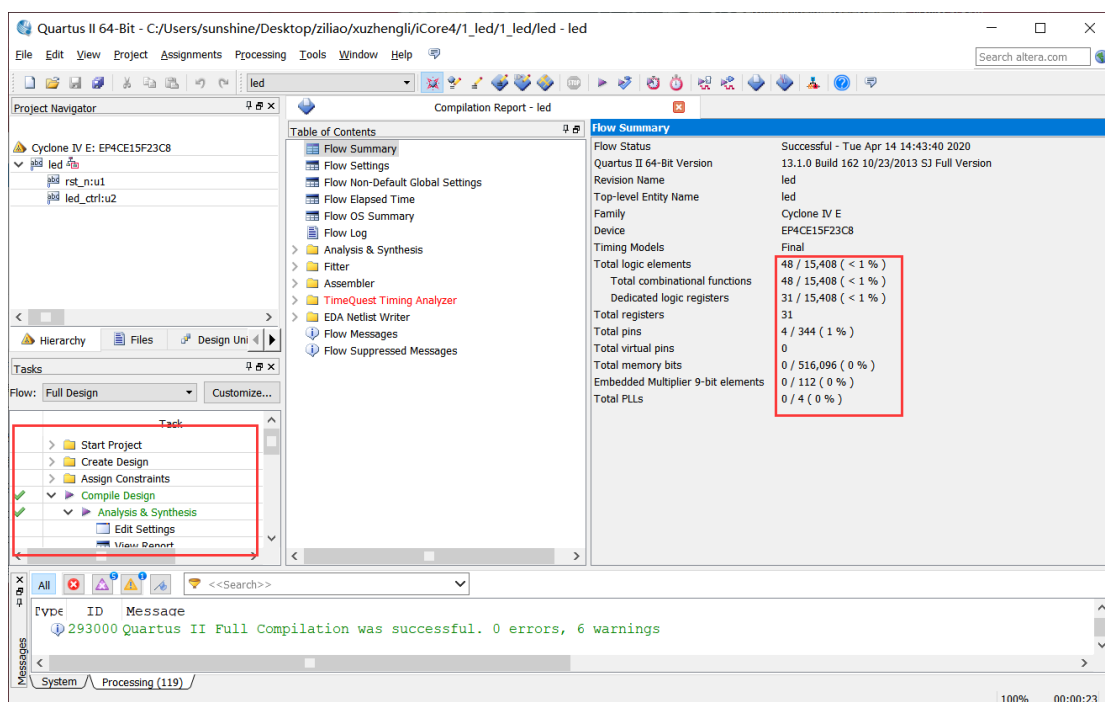 Quartus II 64-Bit - C:/Users/sunshine/Desktop/ziliao/xuzhengli/iCore4/1_led/1_led/led - led
File Edit View Project Assignments Processing Tools Window Help
Search altera.com
led
Project Navigator
Cyclone IV E: EP4CE15F23C8
led
rst_n:u1
led_ctrl:u2
Hierarchy Files Design Uni
Tasks
Flow: Full Design Customize...
Task
Start Project
Create Design
Assign Constraints
Compile Design
Analysis & Synthesis
Edit Settings
View Report
Compilation Report - led
Table of Contents
Flow Summary
Flow Settings
Flow Non-Default Global Settings
Flow Elapsed Time
Flow OS Summary
Flow Log
Analysis & Synthesis
Fitter
Assembler
TimeQuest Timing Analyzer
EDA Netlist Writer
Flow Messages
Flow Suppressed Messages
Flow Summary
Flow Status Successful - Tue Apr 14 14:43:40 2020
Quartus II 64-Bit Version 13.1.0 Build 162 10/23/2013 SJ Full Version
Revision Name led
Top-level Entity Name led
Family Cyclone IV E
Device EP4CE15F23C8
Timing Models Final
Total logic elements 48 / 15,408 ( < 1 % )
Total combinational functions 48 / 15,408 ( < 1 % )
Dedicated logic registers 31 / 15,408 ( < 1 % )
Total registers 31
Total pins 4 / 344 ( 1 % )
Total virtual pins 0
Total memory bits 0 / 516,096 ( 0 % )
Embedded Multiplier 9-bit elements 0 / 112 ( 0 % )
Total PLLs 0 / 4 ( 0 % )
All <<Search>>
Type ID Message
293000 Quartus II Full Compilation was successful. 0 errors, 6 warnings
Messages
System Processing (119)
100% 00:00:23